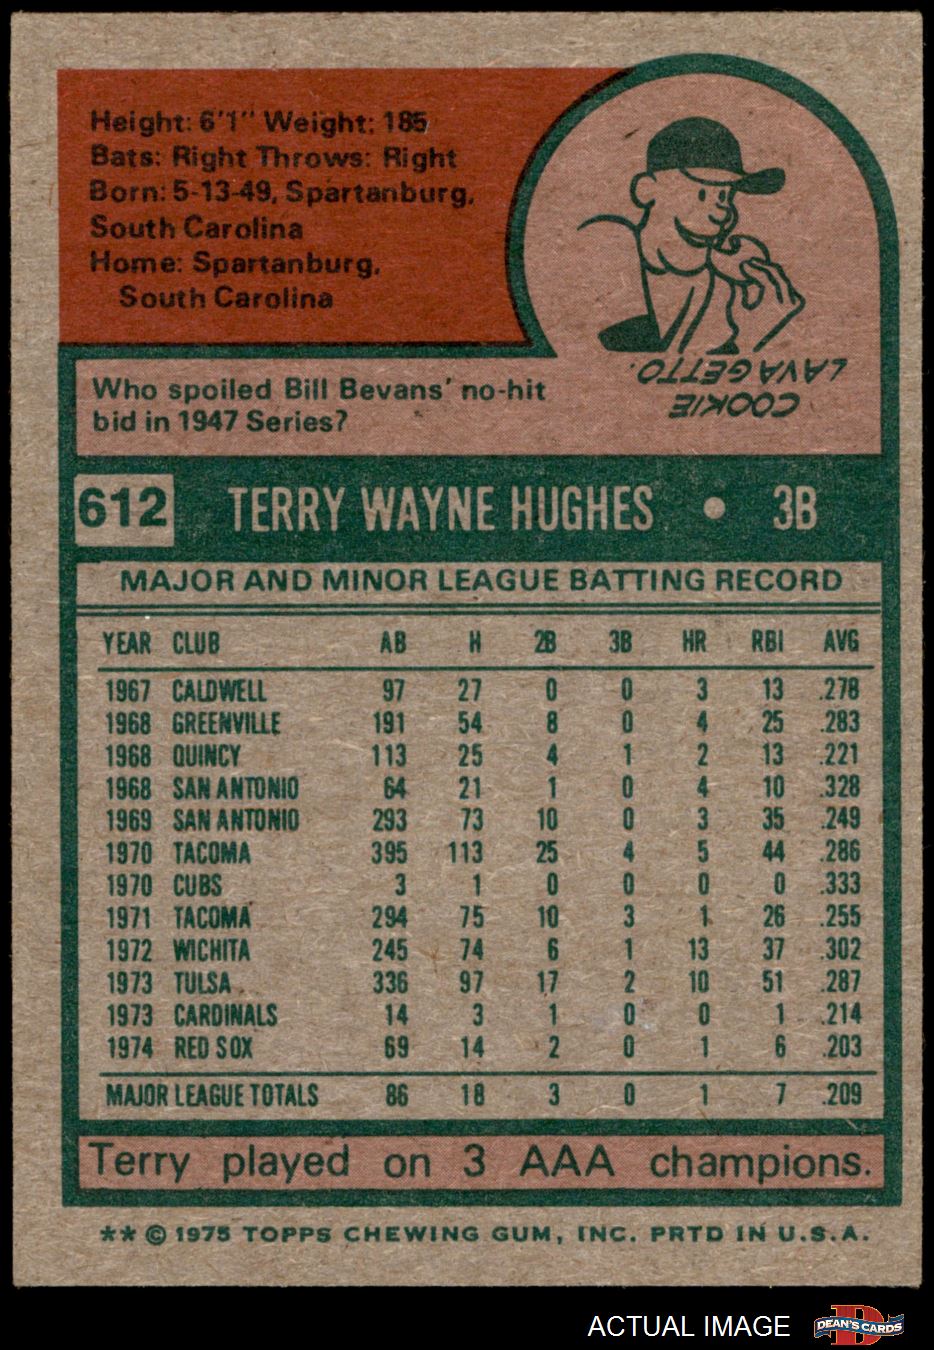 Height: 6'1" Weight: 185
Bats: Right Throws: Right
Born: 5-13-49, Spartanburg,
South Carolina
Home: Spartanburg,
South Carolina
Who spoiled Bill Bevans' no-hit
bid in 1947 Series?
COOKIE
LAVAGETTO.
612 TERRY WAYNE HUGHES • 3B
MAJOR AND MINOR LEAGUE BATTING RECORD
YEAR CLUB AB H 2B 3B HR RBI AVG
1967 CALDWELL 97 27 0 0 3 13 .278
1968 GREENVILLE 191 54 8 0 4 25 .283
1968 QUINCY 113 25 4 1 2 13 .221
1968 SAN ANTONIO 64 21 1 0 4 10 .328
1969 SAN ANTONIO 293 73 10 0 3 35 .249
1970 TACOMA 395 113 25 4 5 44 .286
1970 CUBS 3 1 0 0 0 0 .333
1971 TACOMA 294 75 10 3 1 26 .255
1972 WICHITA 245 74 6 1 13 37 .302
1973 TULSA 336 97 17 2 10 51 .287
1973 CARDINALS 14 3 1 0 0 1 .214
1974 RED SOX 69 14 2 0 1 6 .203
MAJOR LEAGUE TOTALS 86 18 3 0 1 7 .209
Terry played on 3 AAA champions.
** © 1975 TOPPS CHEWING GUM, INC. PRTD IN U.S.A.
ACTUAL IMAGE
DEAN'S CARDS